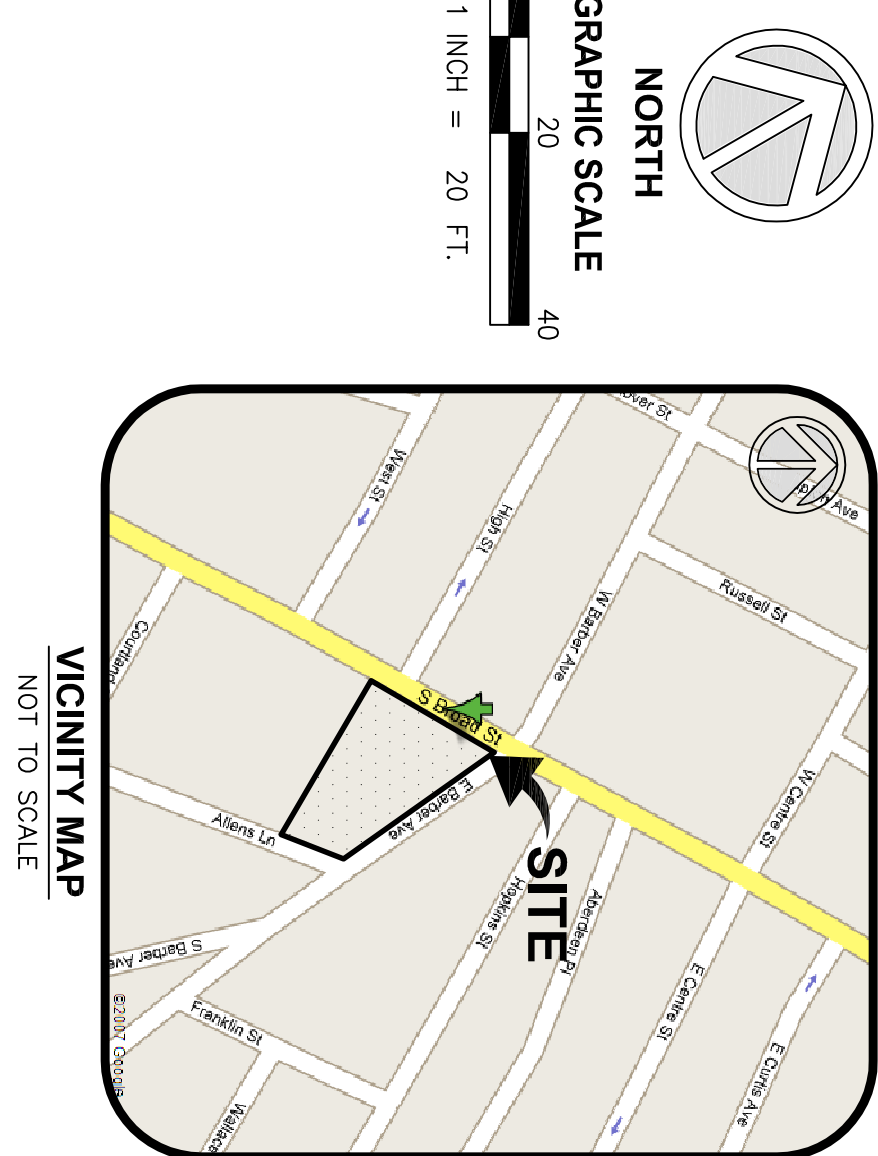 NORTH
GRAPHIC SCALE
20
40
1 INCH = 20 FT.
Ave
Russell St
W Barber Ave
High St
West St
W Centre St
S Broad St
SITE
E Barber Ave
Courtland
Allens Ln
Hopkins St
Aberdeen Pl
E Centre St
E Curtis Ave
S Barber Ave
Franklin St
Wallace
©2007 Google
VICINITY MAP
NOT TO SCALE